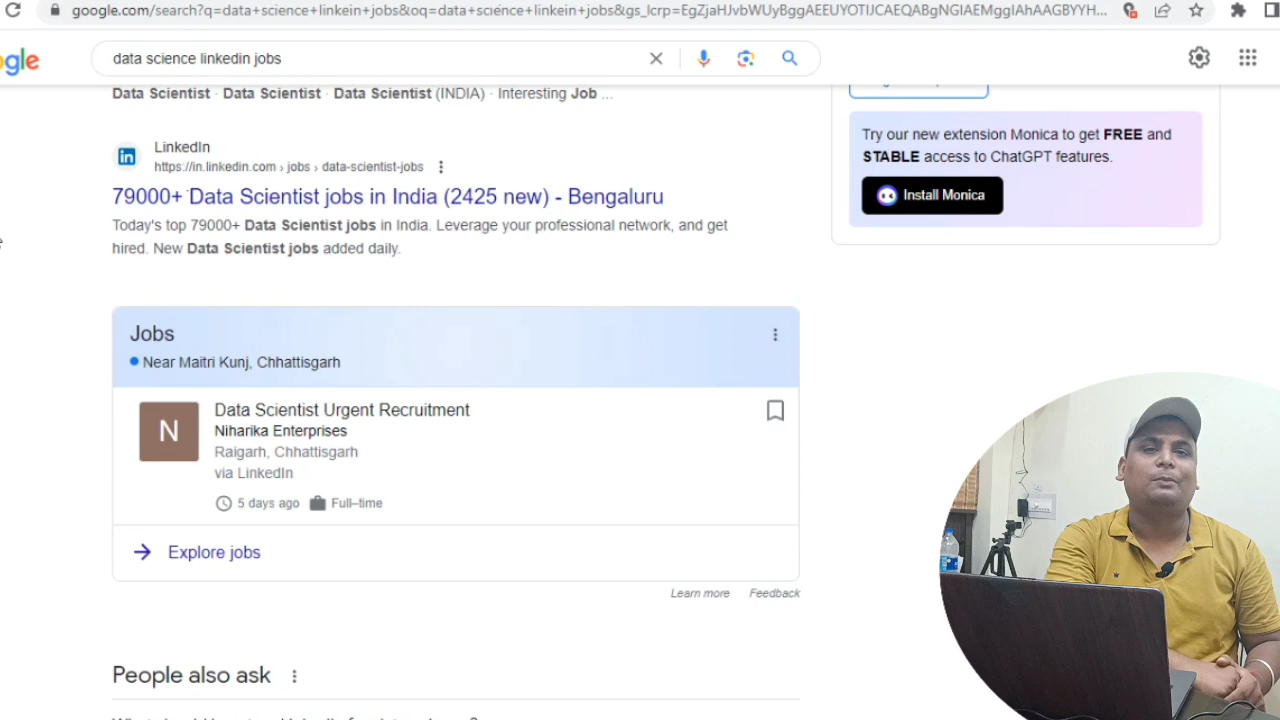 google.com/search?q=data+science+linkein+jobs&oq=data+science+linkein+jobs&gs_lcrp=EgZjaHJvbWUyBggAEEUYOTIJCAEQABgNGIAEMggIAhAAGBYYH...
gle
data science linkedin jobs
Data Scientist · Data Scientist · Data Scientist (INDIA) · Interesting Job ...
LinkedIn
https://in.linkedin.com › jobs › data-scientist-jobs
79000+ Data Scientist jobs in India (2425 new) - Bengaluru
Today's top 79000+ Data Scientist jobs in India. Leverage your professional network, and get
hired. New Data Scientist jobs added daily.
Try our new extension Monica to get FREE and
STABLE access to ChatGPT features.
Install Monica
Jobs
Near Maitri Kunj, Chhattisgarh
N
Data Scientist Urgent Recruitment
Niharika Enterprises
Raigarh, Chhattisgarh
via LinkedIn
5 days ago Full–time
Explore jobs
Learn more Feedback
People also ask